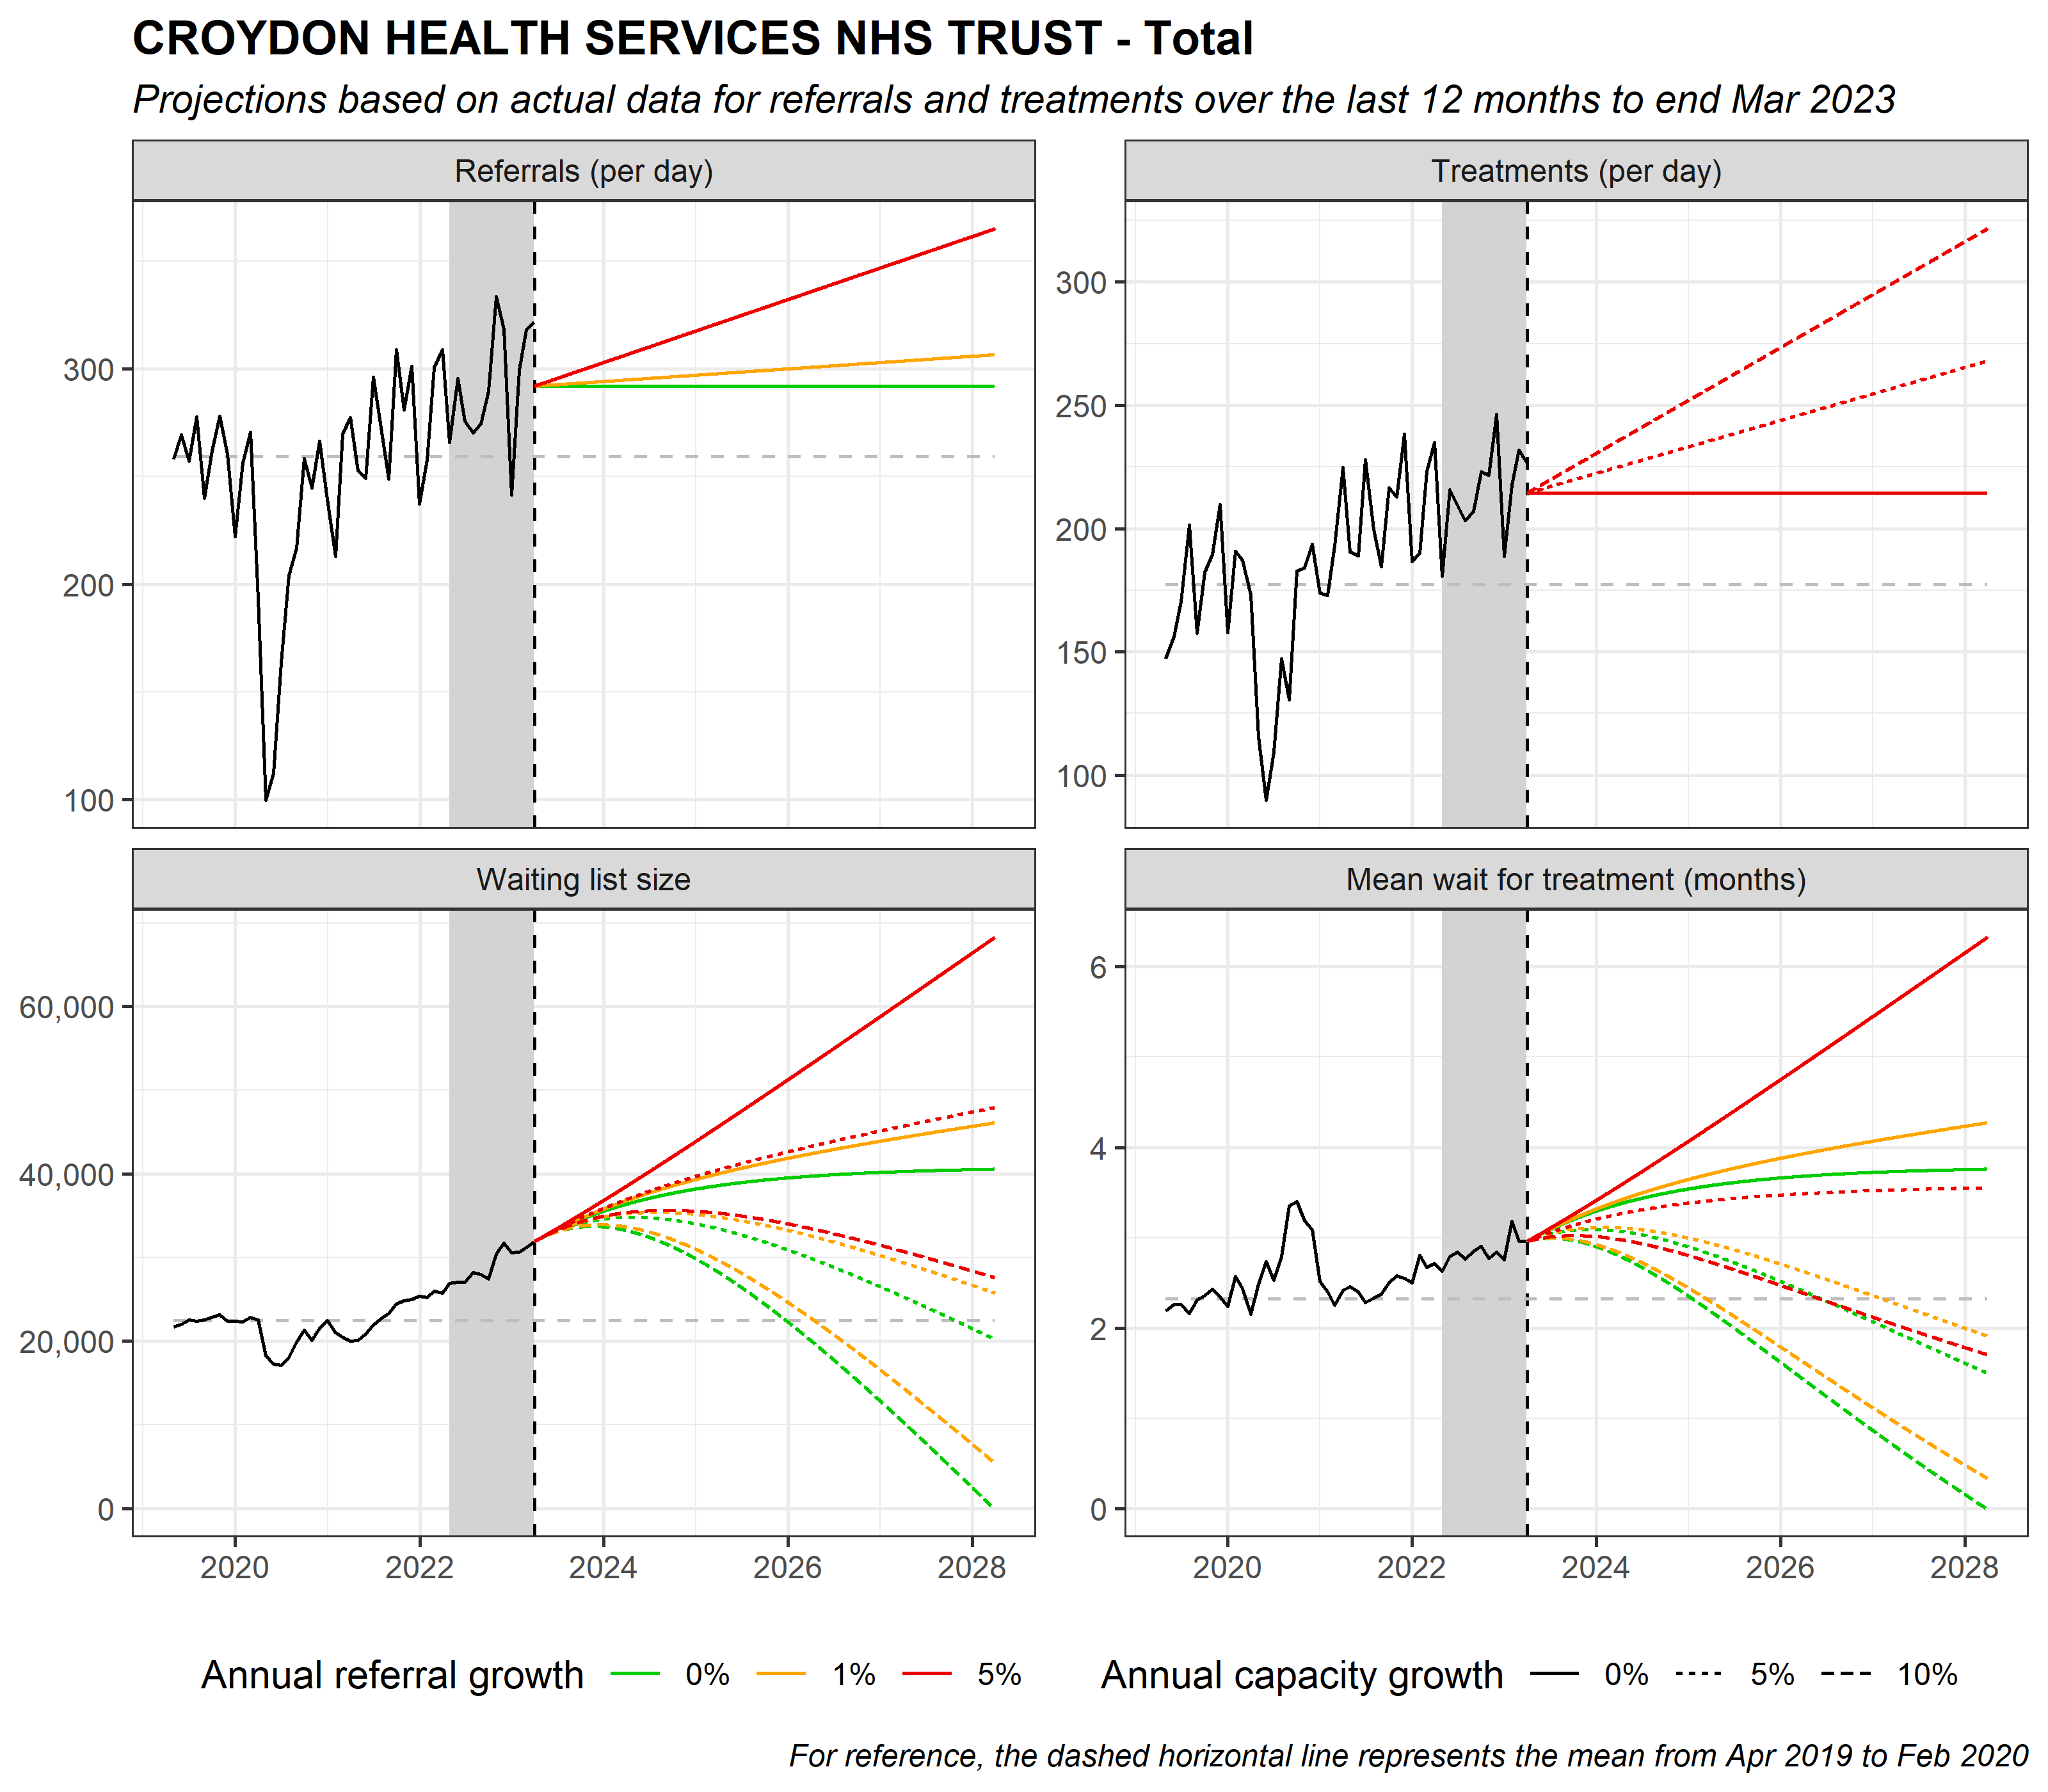 CROYDON HEALTH SERVICES NHS TRUST - Total
Projections based on actual data for referrals and treatments over the last 12 months to end Mar 2023
Referrals (per day)
300
200
100
Treatments (per day)
300
250
200
150
100
Waiting list size
60,000
40,000
20,000
0
2020 2022 2024 2026 2028
Mean wait for treatment (months)
6
4
2
0
2020 2022 2024 2026 2028
Annual referral growth 0% 1% 5%
Annual capacity growth 0% 5% 10%
For reference, the dashed horizontal line represents the mean from Apr 2019 to Feb 2020